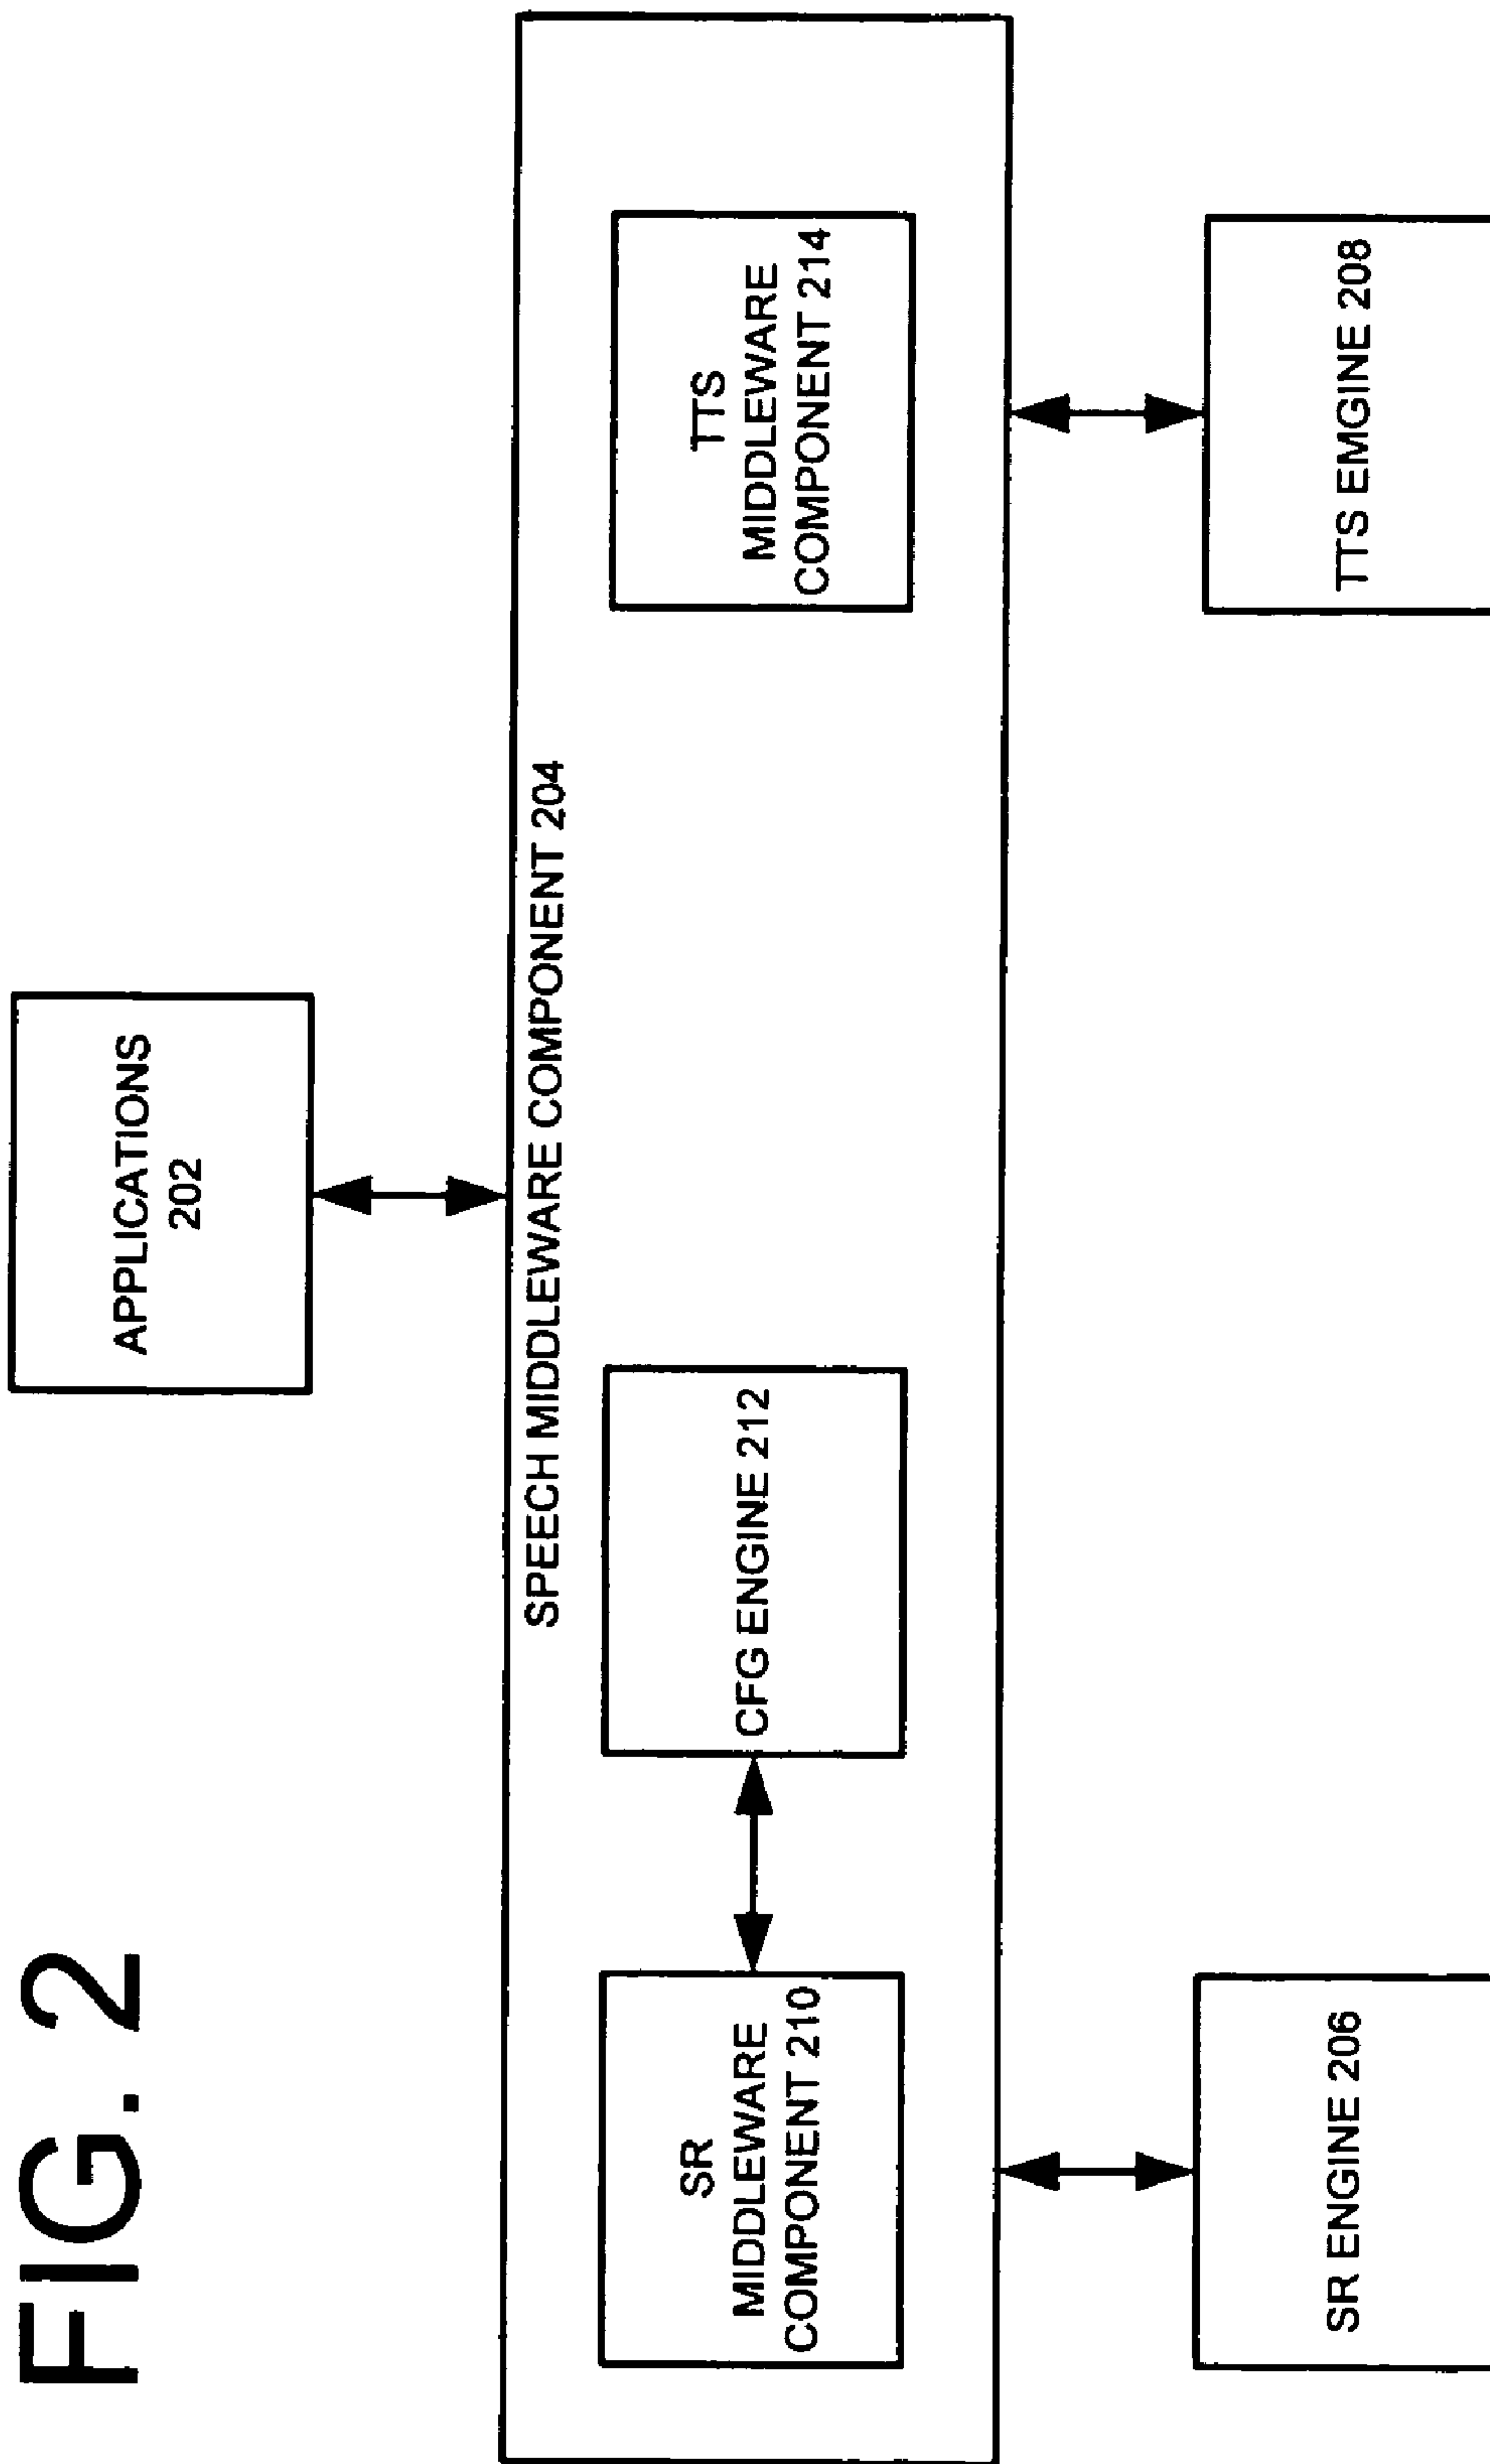 FIG. 2
APPLICATIONS
202
SPEECH MIDDLEWARE COMPONENT 204
SR
MIDDLEWARE
COMPONENT 210
CFG ENGINE 212
TTS
MIDDLEWARE
COMPONENT 214
SR ENGINE 206
TTS EMGINE 208